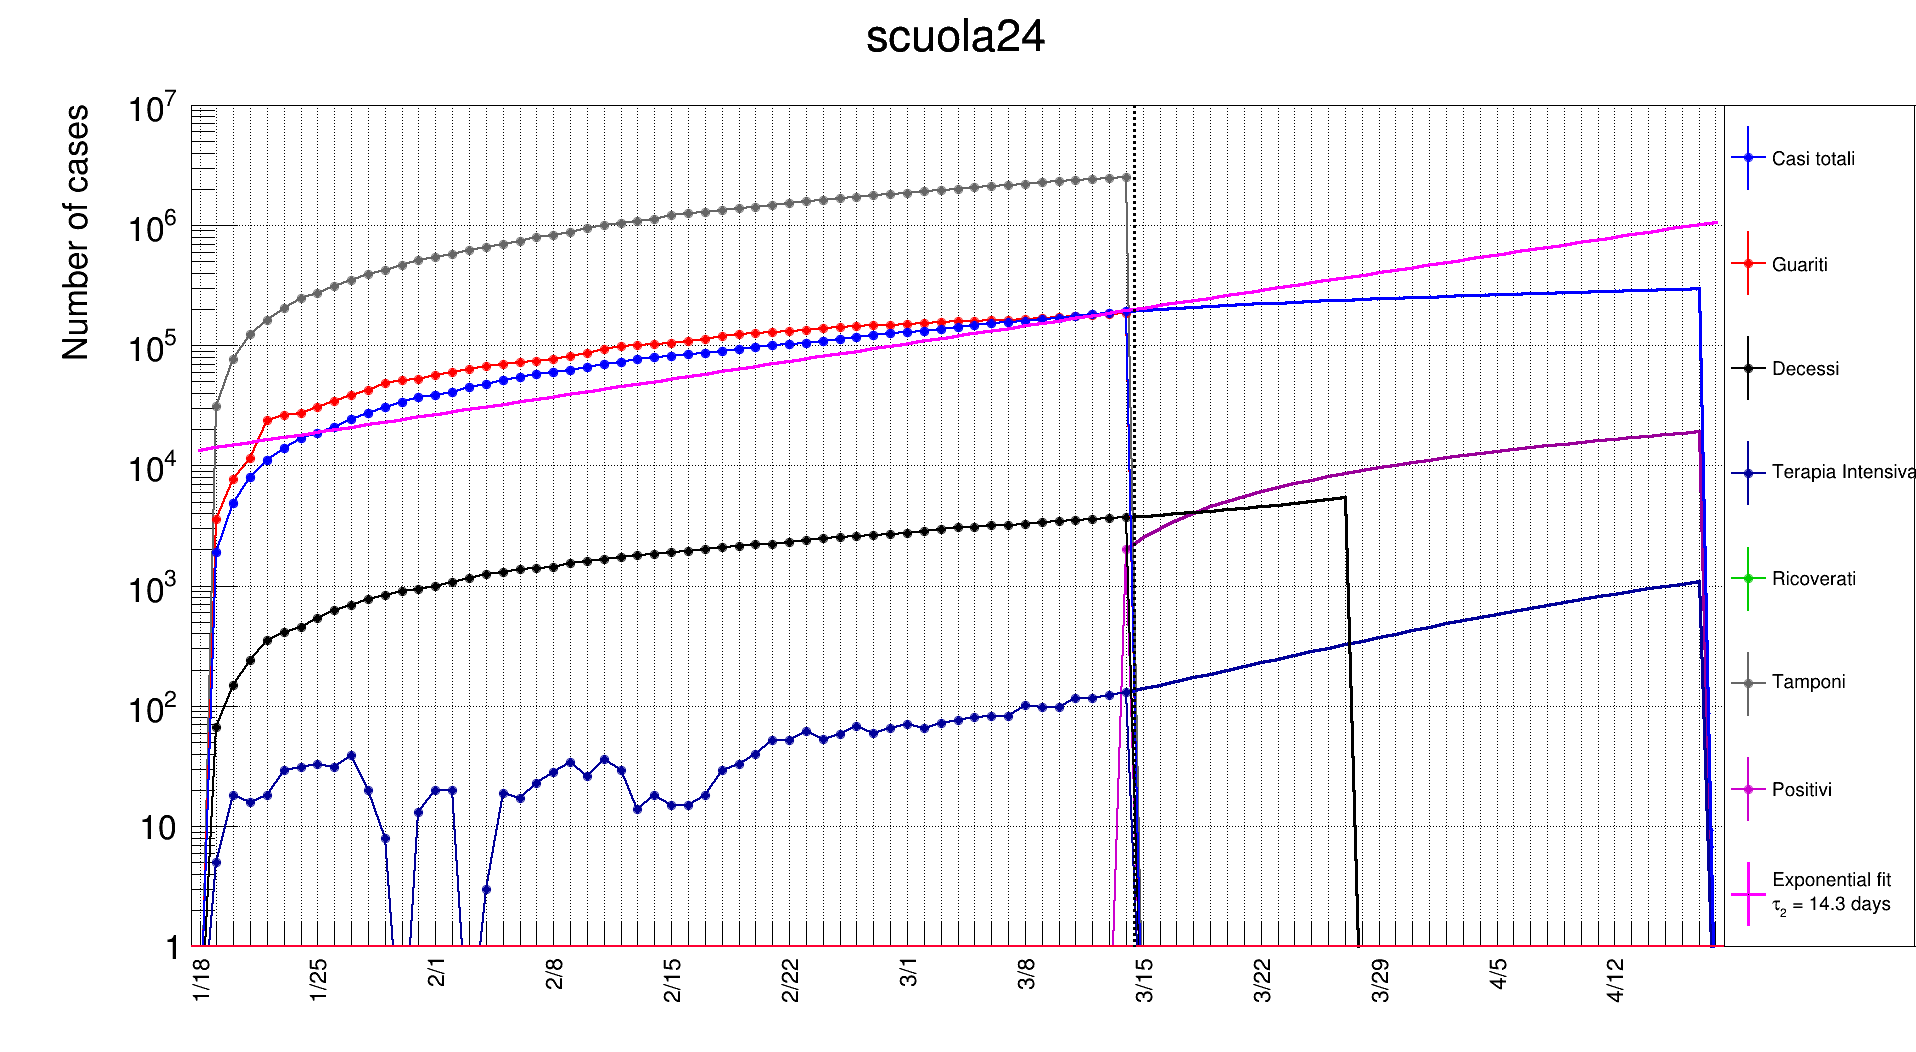 scuola24
Number of cases
10^7
10^6
10^5
10^4
10^3
10^2
10
1
1/18
1/25
2/1
2/8
2/15
2/22
3/1
3/8
3/15
3/22
3/29
4/5
4/12
Casi totali
Guariti
Decessi
Terapia Intensiva
Ricoverati
Tamponi
Positivi
Exponential fit
τ₂ = 14.3 days